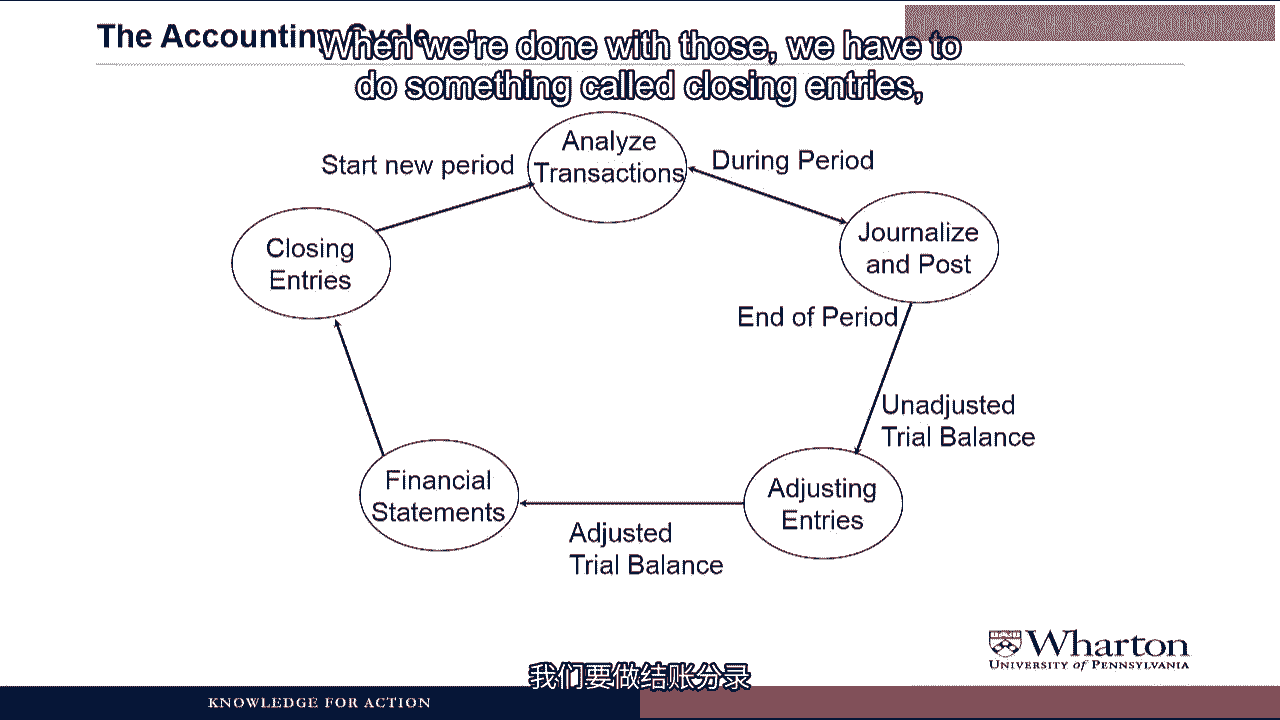 The Accounting Cycle
When we're done with those, we have to
do something called closing entries,
Analyze
Transactions
Start new period
During Period
Closing
Entries
Journalize
and Post
End of Period
Unadjusted
Trial Balance
Financial
Statements
Adjusting
Entries
Adjusted
Trial Balance
Wharton
UNIVERSITY of PENNSYLVANIA
我们要做结账分录
KNOWLEDGE FOR ACTION